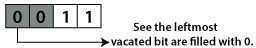 0 0 1 1
See the leftmost
vacated bit are filled with 0.